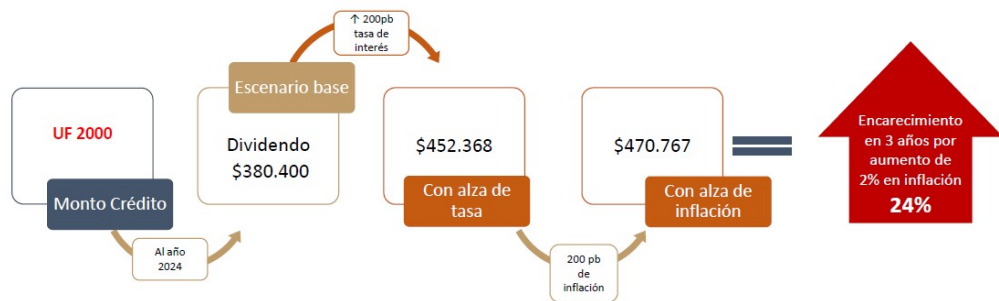 ↑ 200pb
tasa de
interés
Escenario base
UF 2000
Dividendo
$380.400
Monto Crédito
Al año
2024
$452.368
Con alza de
tasa
200 pb
de
inflación
$470.767
Con alza de
inflación
Encarecimiento
en 3 años por
aumento de
2% en inflación
24%